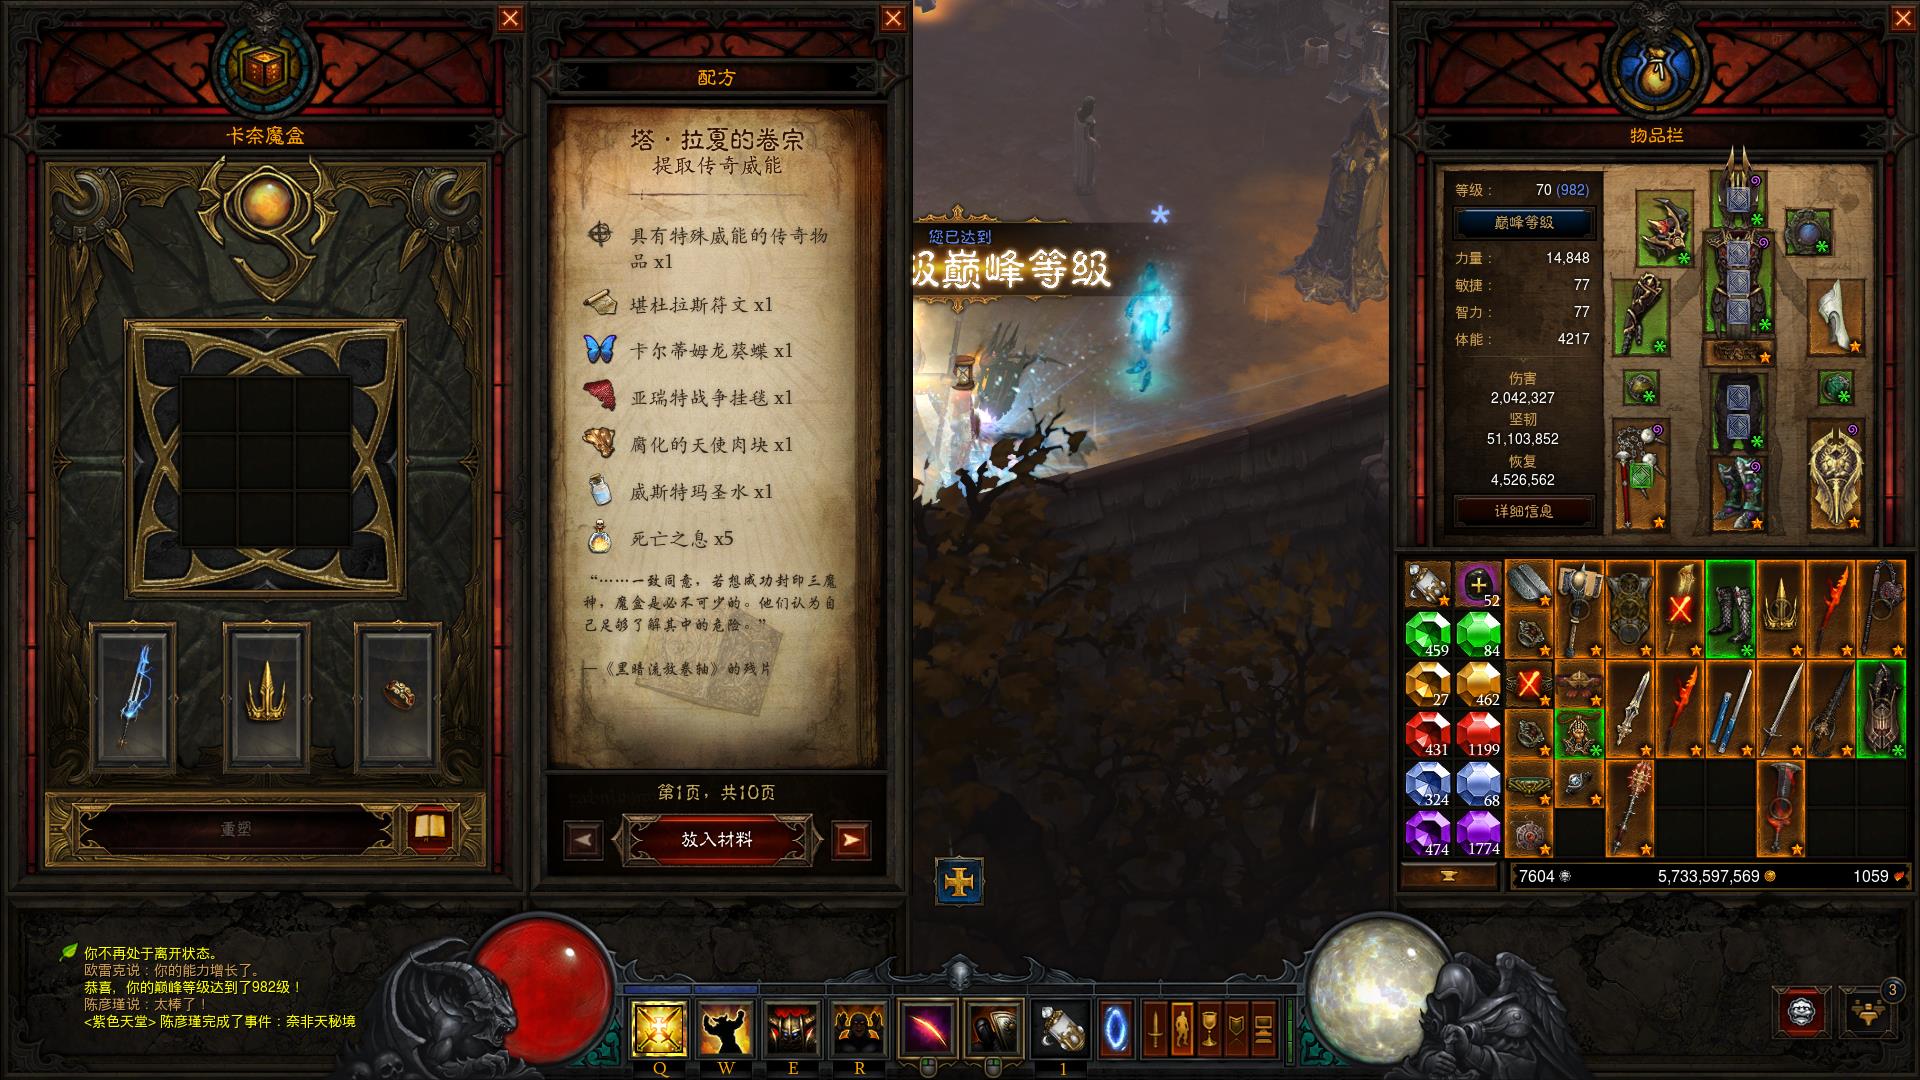 卡奈魔盒
重塑
配方
塔·拉夏的卷宗
提取传奇威能
具有特殊威能的传奇物
品 x1
堪杜拉斯符文 x1
卡尔蒂姆龙葵蝶 x1
亚瑞特战争挂毯 x1
腐化的天使肉块 x1
威斯特玛圣水 x1
死亡之息 x5
“……一致同意，若想成功封印三魔
神，魔盒是必不可少的。他们认为自
己足够了解其中的危险。”
—《黑暗流放卷轴》的残片
第1页，共10页
放入材料
您已达到
级巅峰等级
物品栏
等级： 70 (982)
巅峰等级
力量： 14,848
敏捷： 77
智力： 77
体能： 4217
伤害
2,042,327
坚韧
51,103,852
恢复
4,526,562
详细信息
52
459 84
27 462
431 1199
324 68
474 1774
7604 5,733,597,569 1059
你不再处于离开状态。
欧雷克说：你的能力增长了。
恭喜，你的巅峰等级达到了982级！
陈彦瑾说：太棒了！
<紫色天堂> 陈彦瑾完成了事件：奈非天秘境
Q W E R 1
3